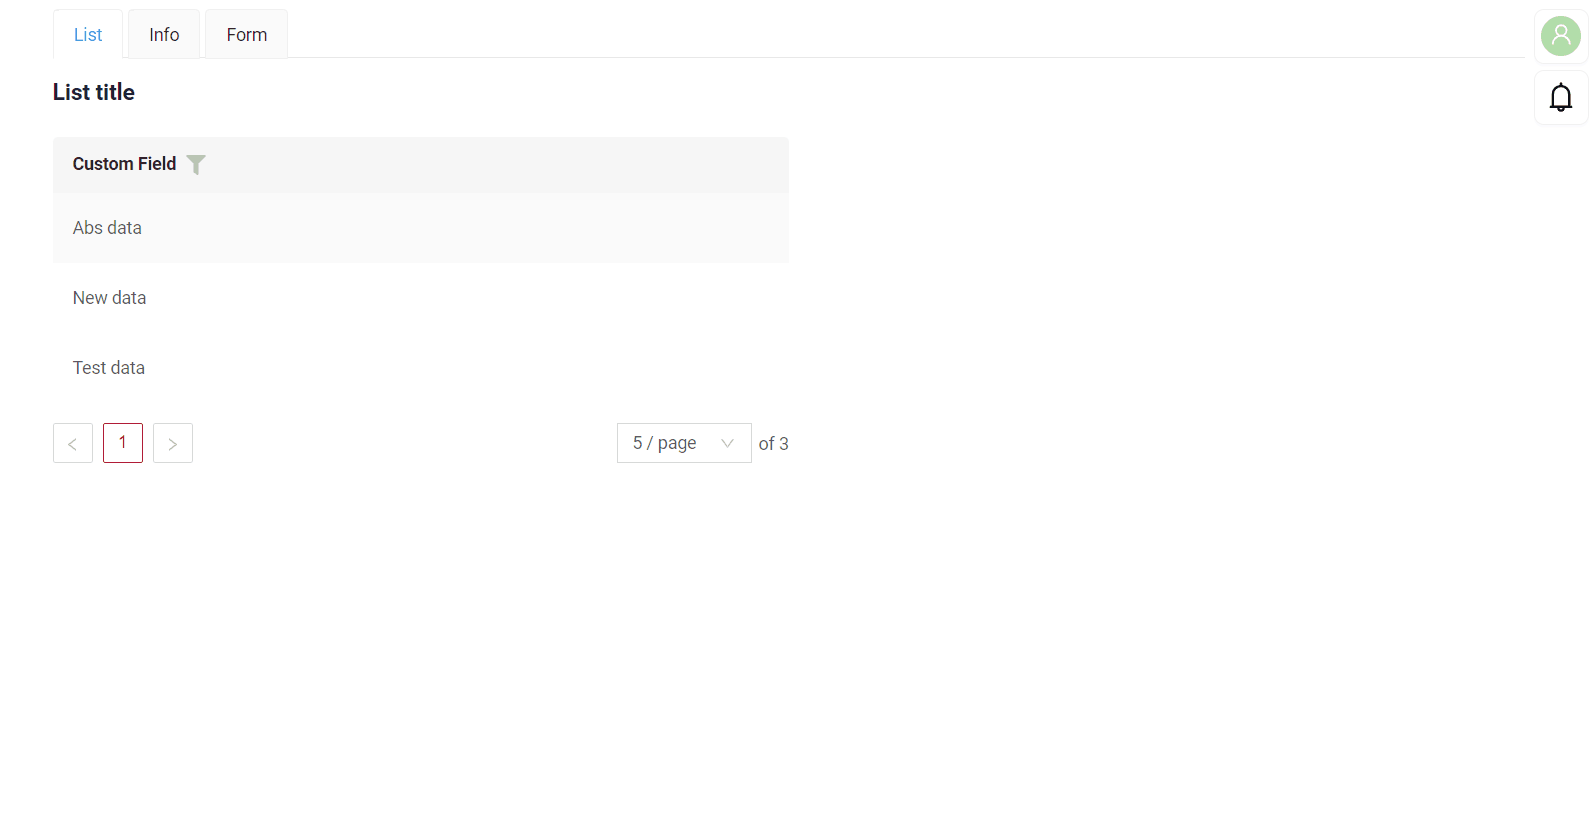 List Info Form
List title
Custom Field
Abs data
New data
Test data
< 1 > 5 / page of 3